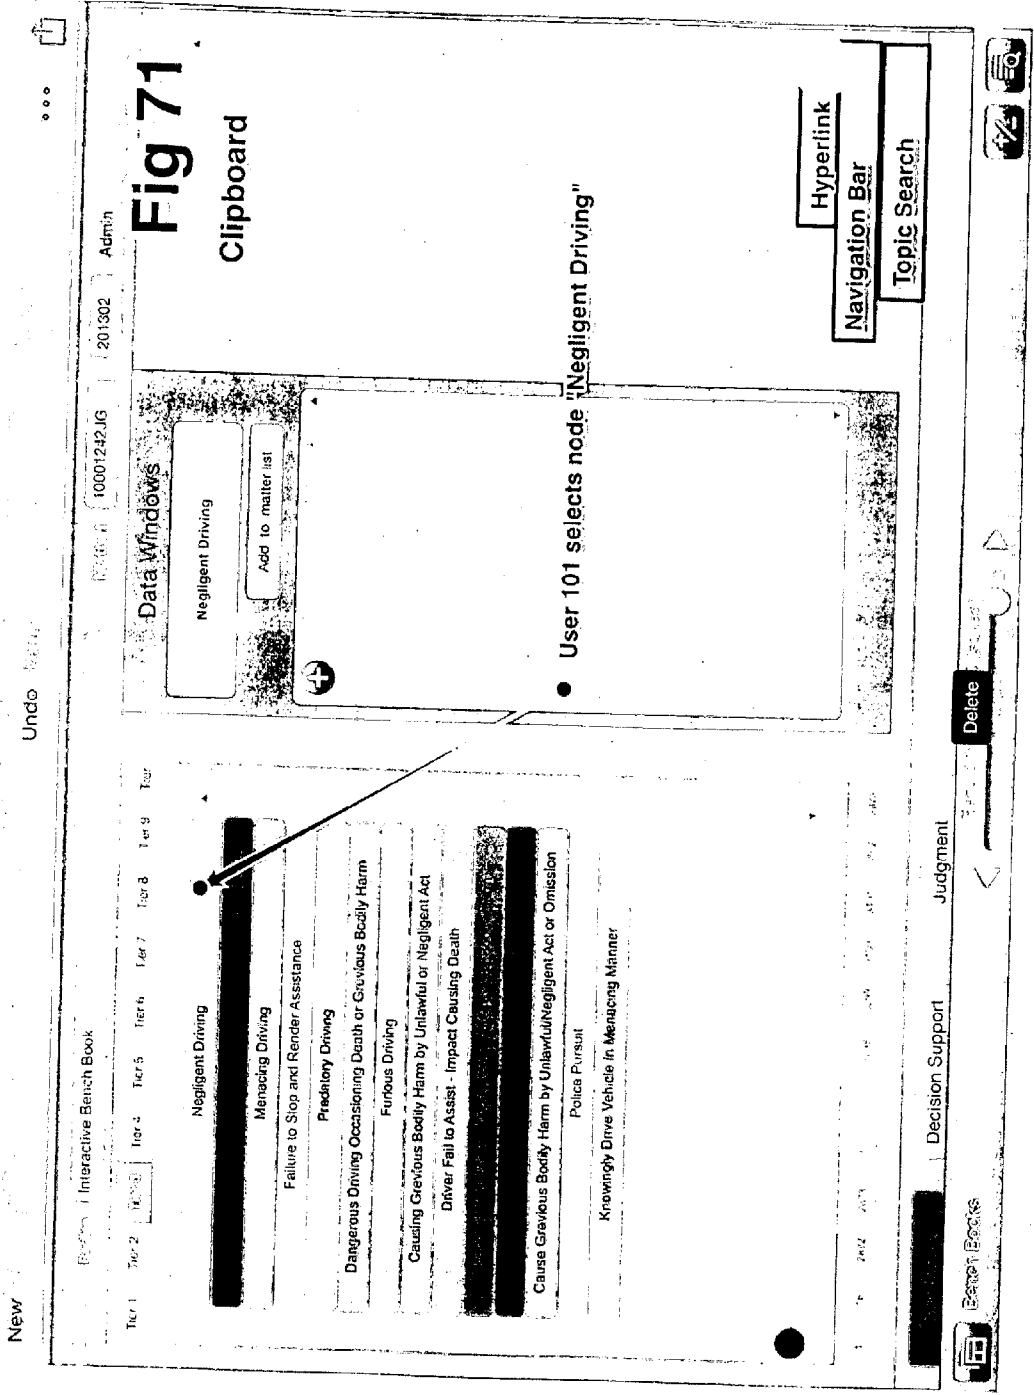 New
Undo
Interactive Bench Book
10001242JG
201302
Admin
Fig 71
Tier 1
Tier 2
Tier 4
Tier 5
Tier 6
Tier 7
Tier 8
Tier 9
Tier
Data Windows
Clipboard
Negligent Driving
Add to matter list
Negligent Driving
Menacing Driving
Failure to Stop and Render Assistance
Predatory Driving
Dangerous Driving Occasioning Death or Grevious Bodily Harm
Furious Driving
Causing Grevious Bodily Harm by Unlawful or Negligent Act
Driver Fail to Assist - Impact Causing Death
Cause Grevious Bodily Harm by Unlawful/Negligent Act or Omission
Police Pursuit
Knowingly Drive Vehicle in Menacing Manner
User 101 selects node "Negligent Driving"
Hyperlink
Navigation Bar
Topic Search
Decision Support
Judgment
Bench Books
Delete